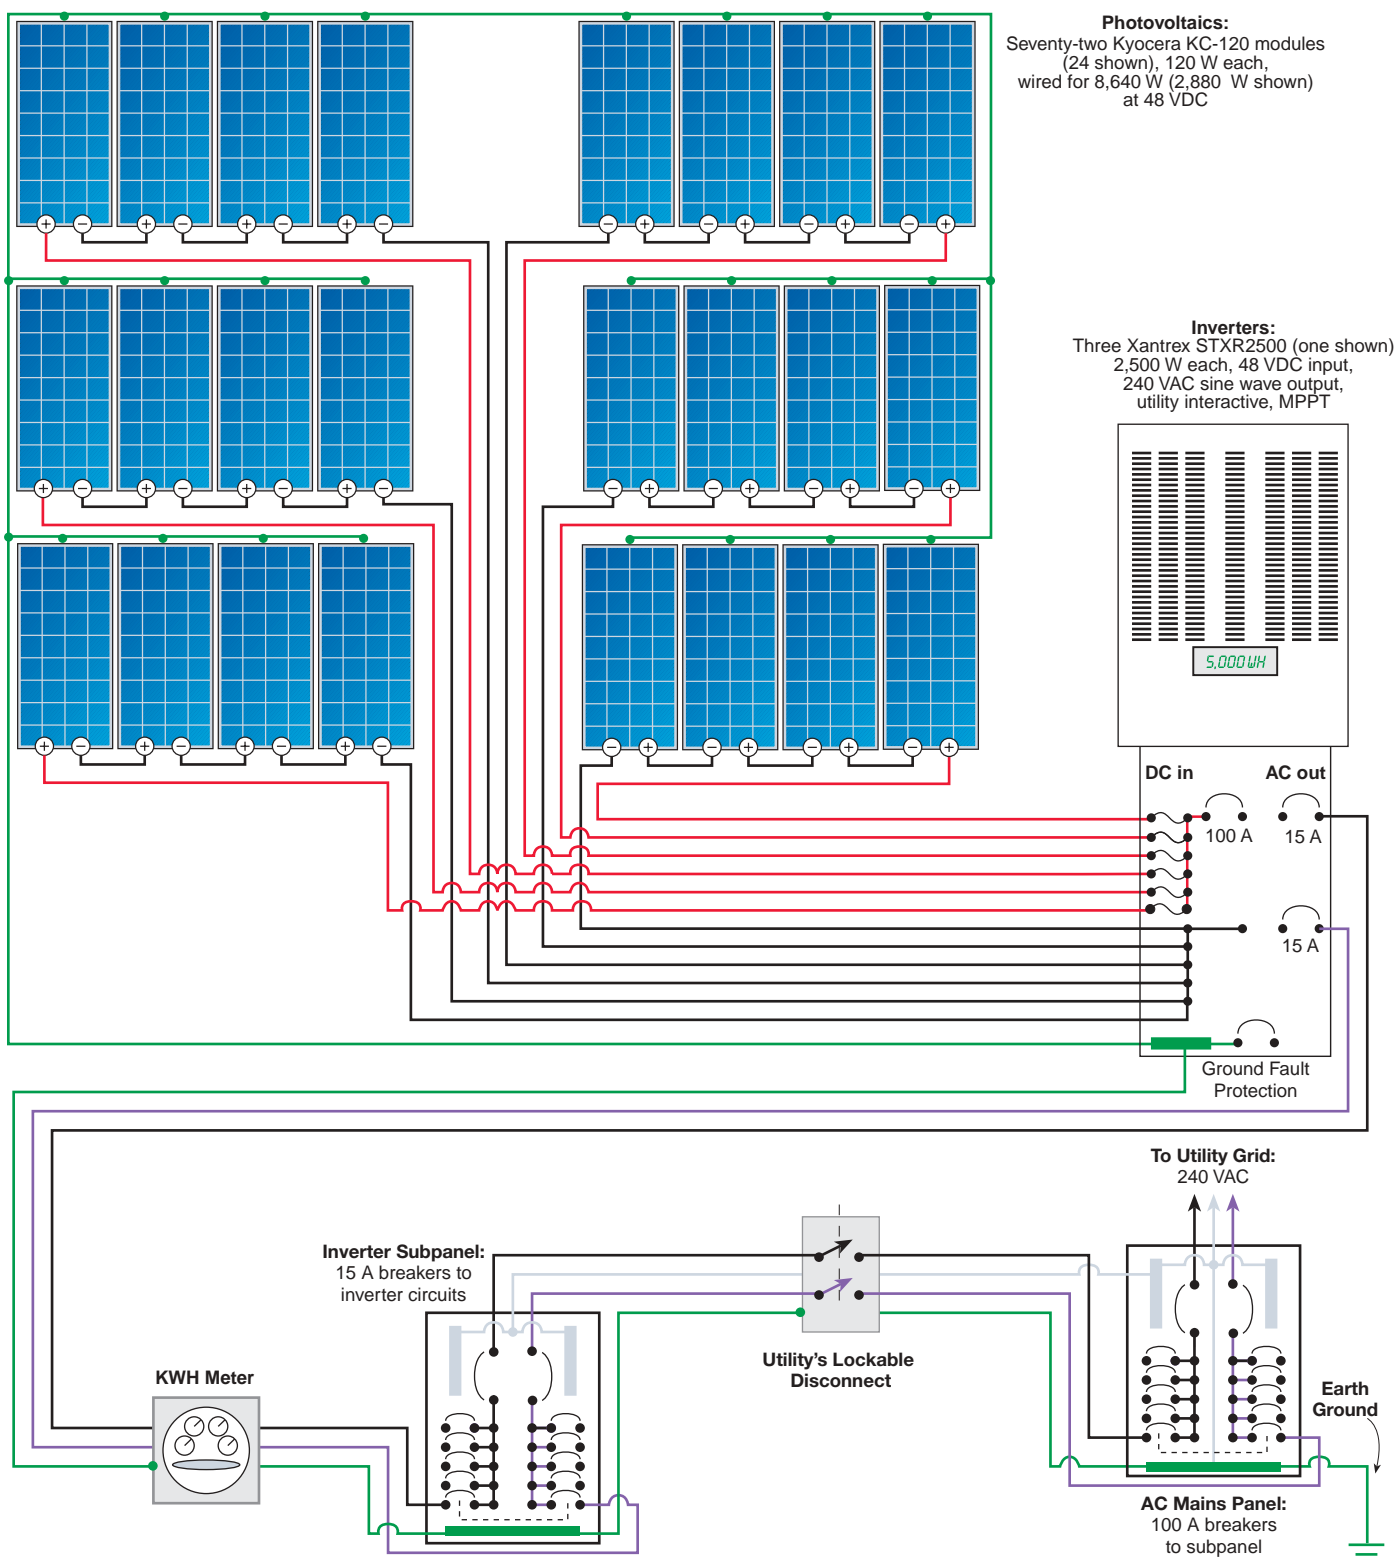 Photovoltaics:
Seventy-two Kyocera KC-120 modules
(24 shown), 120 W each,
wired for 8,640 W (2,880 W shown)
at 48 VDC
Inverters:
Three Xantrex STXR2500 (one shown)
2,500 W each, 48 VDC input,
240 VAC sine wave output,
utility interactive, MPPT
5,000WH
DC in
AC out
100 A
15 A
15 A
Ground Fault
Protection
To Utility Grid:
240 VAC
Inverter Subpanel:
15 A breakers to
inverter circuits
Utility's Lockable
Disconnect
KWH Meter
Earth
Ground
AC Mains Panel:
100 A breakers
to subpanel